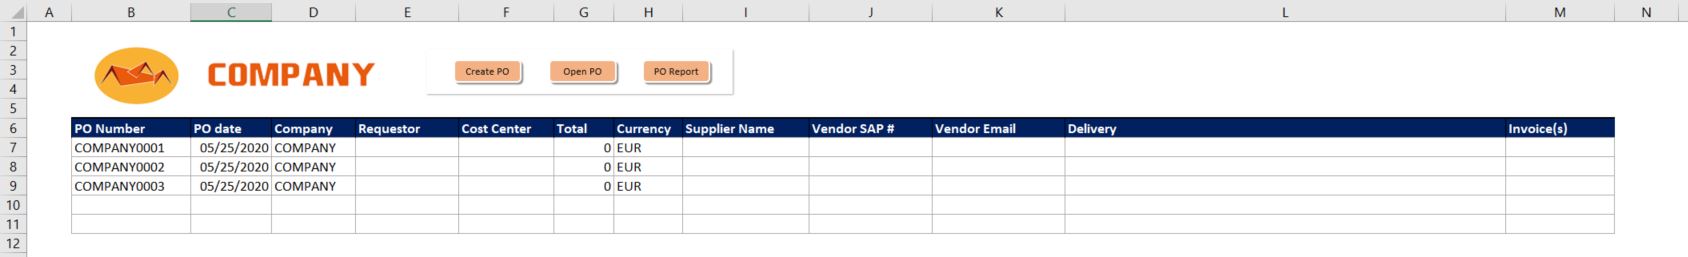 A B C D E F G H I J K L M N
1
2
3
4
5
6
7
8
9
10
11
12
COMPANY
Create PO Open PO PO Report
PO Number PO date Company Requestor Cost Center Total Currency Supplier Name Vendor SAP # Vendor Email Delivery Invoice(s)
COMPANY0001 05/25/2020 COMPANY 0 EUR
COMPANY0002 05/25/2020 COMPANY 0 EUR
COMPANY0003 05/25/2020 COMPANY 0 EUR